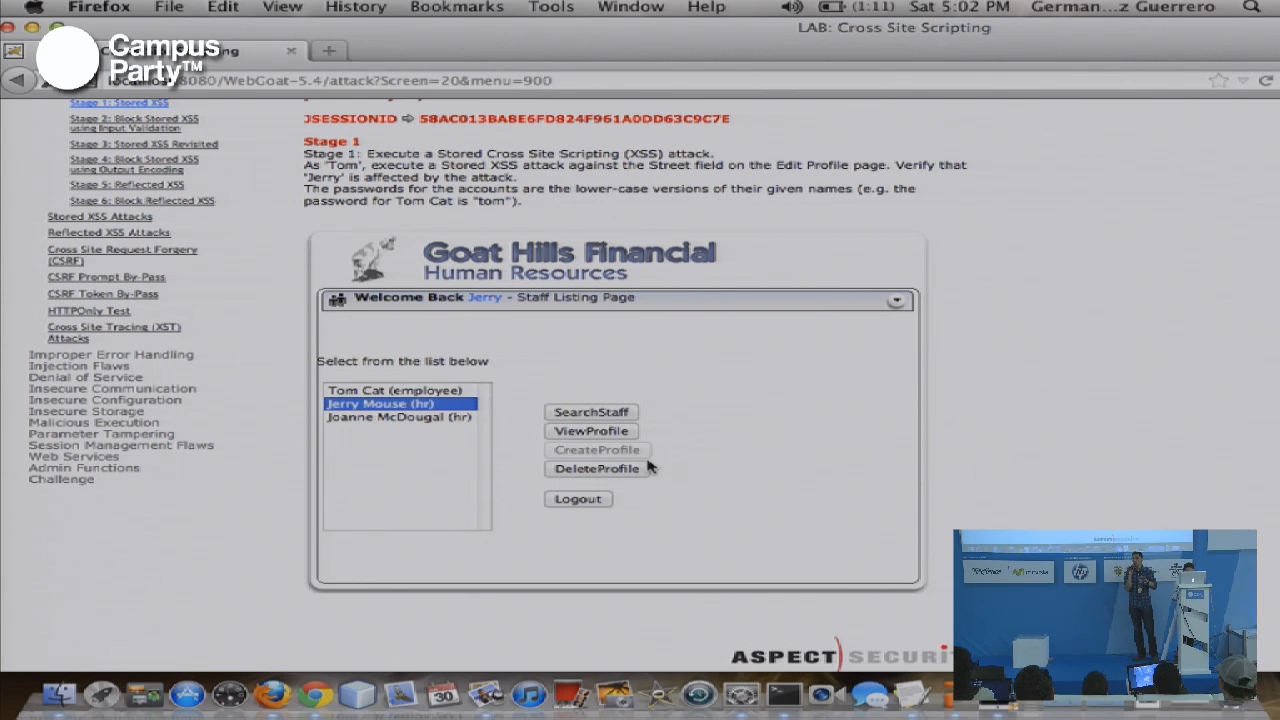 Firefox File Edit View History Bookmarks Tools Window Help (1:11) Sat 5:02 PM German...z Guerrero
LAB: Cross Site Scripting
Campus
Party™
8080/WebGoat-5.4/attack?Screen=20&menu=900
Stage 1: Stored XSS
Stage 2: Block Stored XSS
using Input Validation
Stage 3: Stored XSS Revisited
Stage 4: Block Stored XSS
using Output Encoding
Stage 5: Reflected XSS
Stage 6: Block Reflected XSS
Stored XSS Attacks
Reflected XSS Attacks
Cross Site Request Forgery
(CSRF)
CSRF Prompt By-Pass
CSRF Token By-Pass
HTTPOnly Test
Cross Site Tracing (XST)
Attacks
Improper Error Handling
Injection Flaws
Denial of Service
Insecure Communication
Insecure Configuration
Insecure Storage
Malicious Execution
Parameter Tampering
Session Management Flaws
Web Services
Admin Functions
Challenge
JSESSIONID ⇨ 58AC013BABE6FD824F961A0DD63C9C7E
Stage 1
Stage 1: Execute a Stored Cross Site Scripting (XSS) attack.
As 'Tom', execute a Stored XSS attack against the Street field on the Edit Profile page. Verify that
'Jerry' is affected by the attack.
The passwords for the accounts are the lower-case versions of their given names (e.g. the
password for Tom Cat is "tom").
Goat Hills Financial
Human Resources
Welcome Back Jerry - Staff Listing Page
Select from the list below
Tom Cat (employee)
Jerry Mouse (hr)
Joanne McDougal (hr)
SearchStaff
ViewProfile
CreateProfile
DeleteProfile
Logout
ASPECT SECURI
30
hp